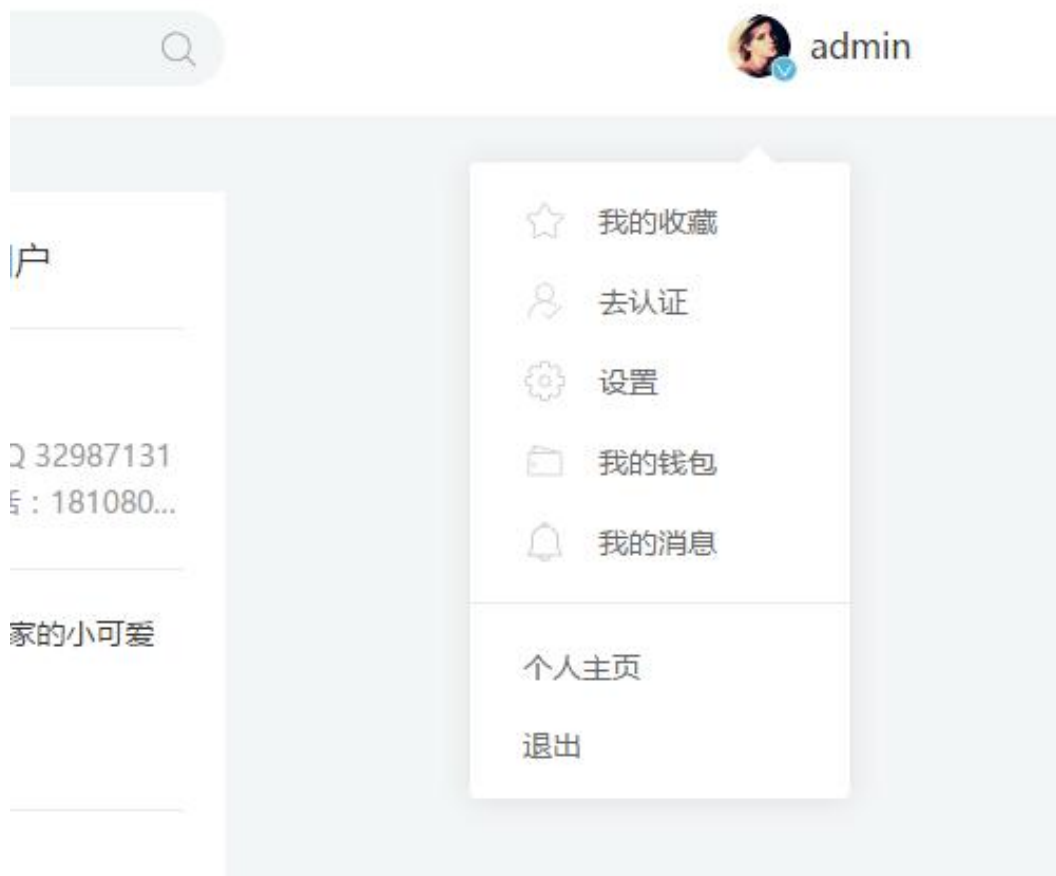 admin
户
Q 32987131
：181080...
家的小可爱
我的收藏
去认证
设置
我的钱包
我的消息
个人主页
退出